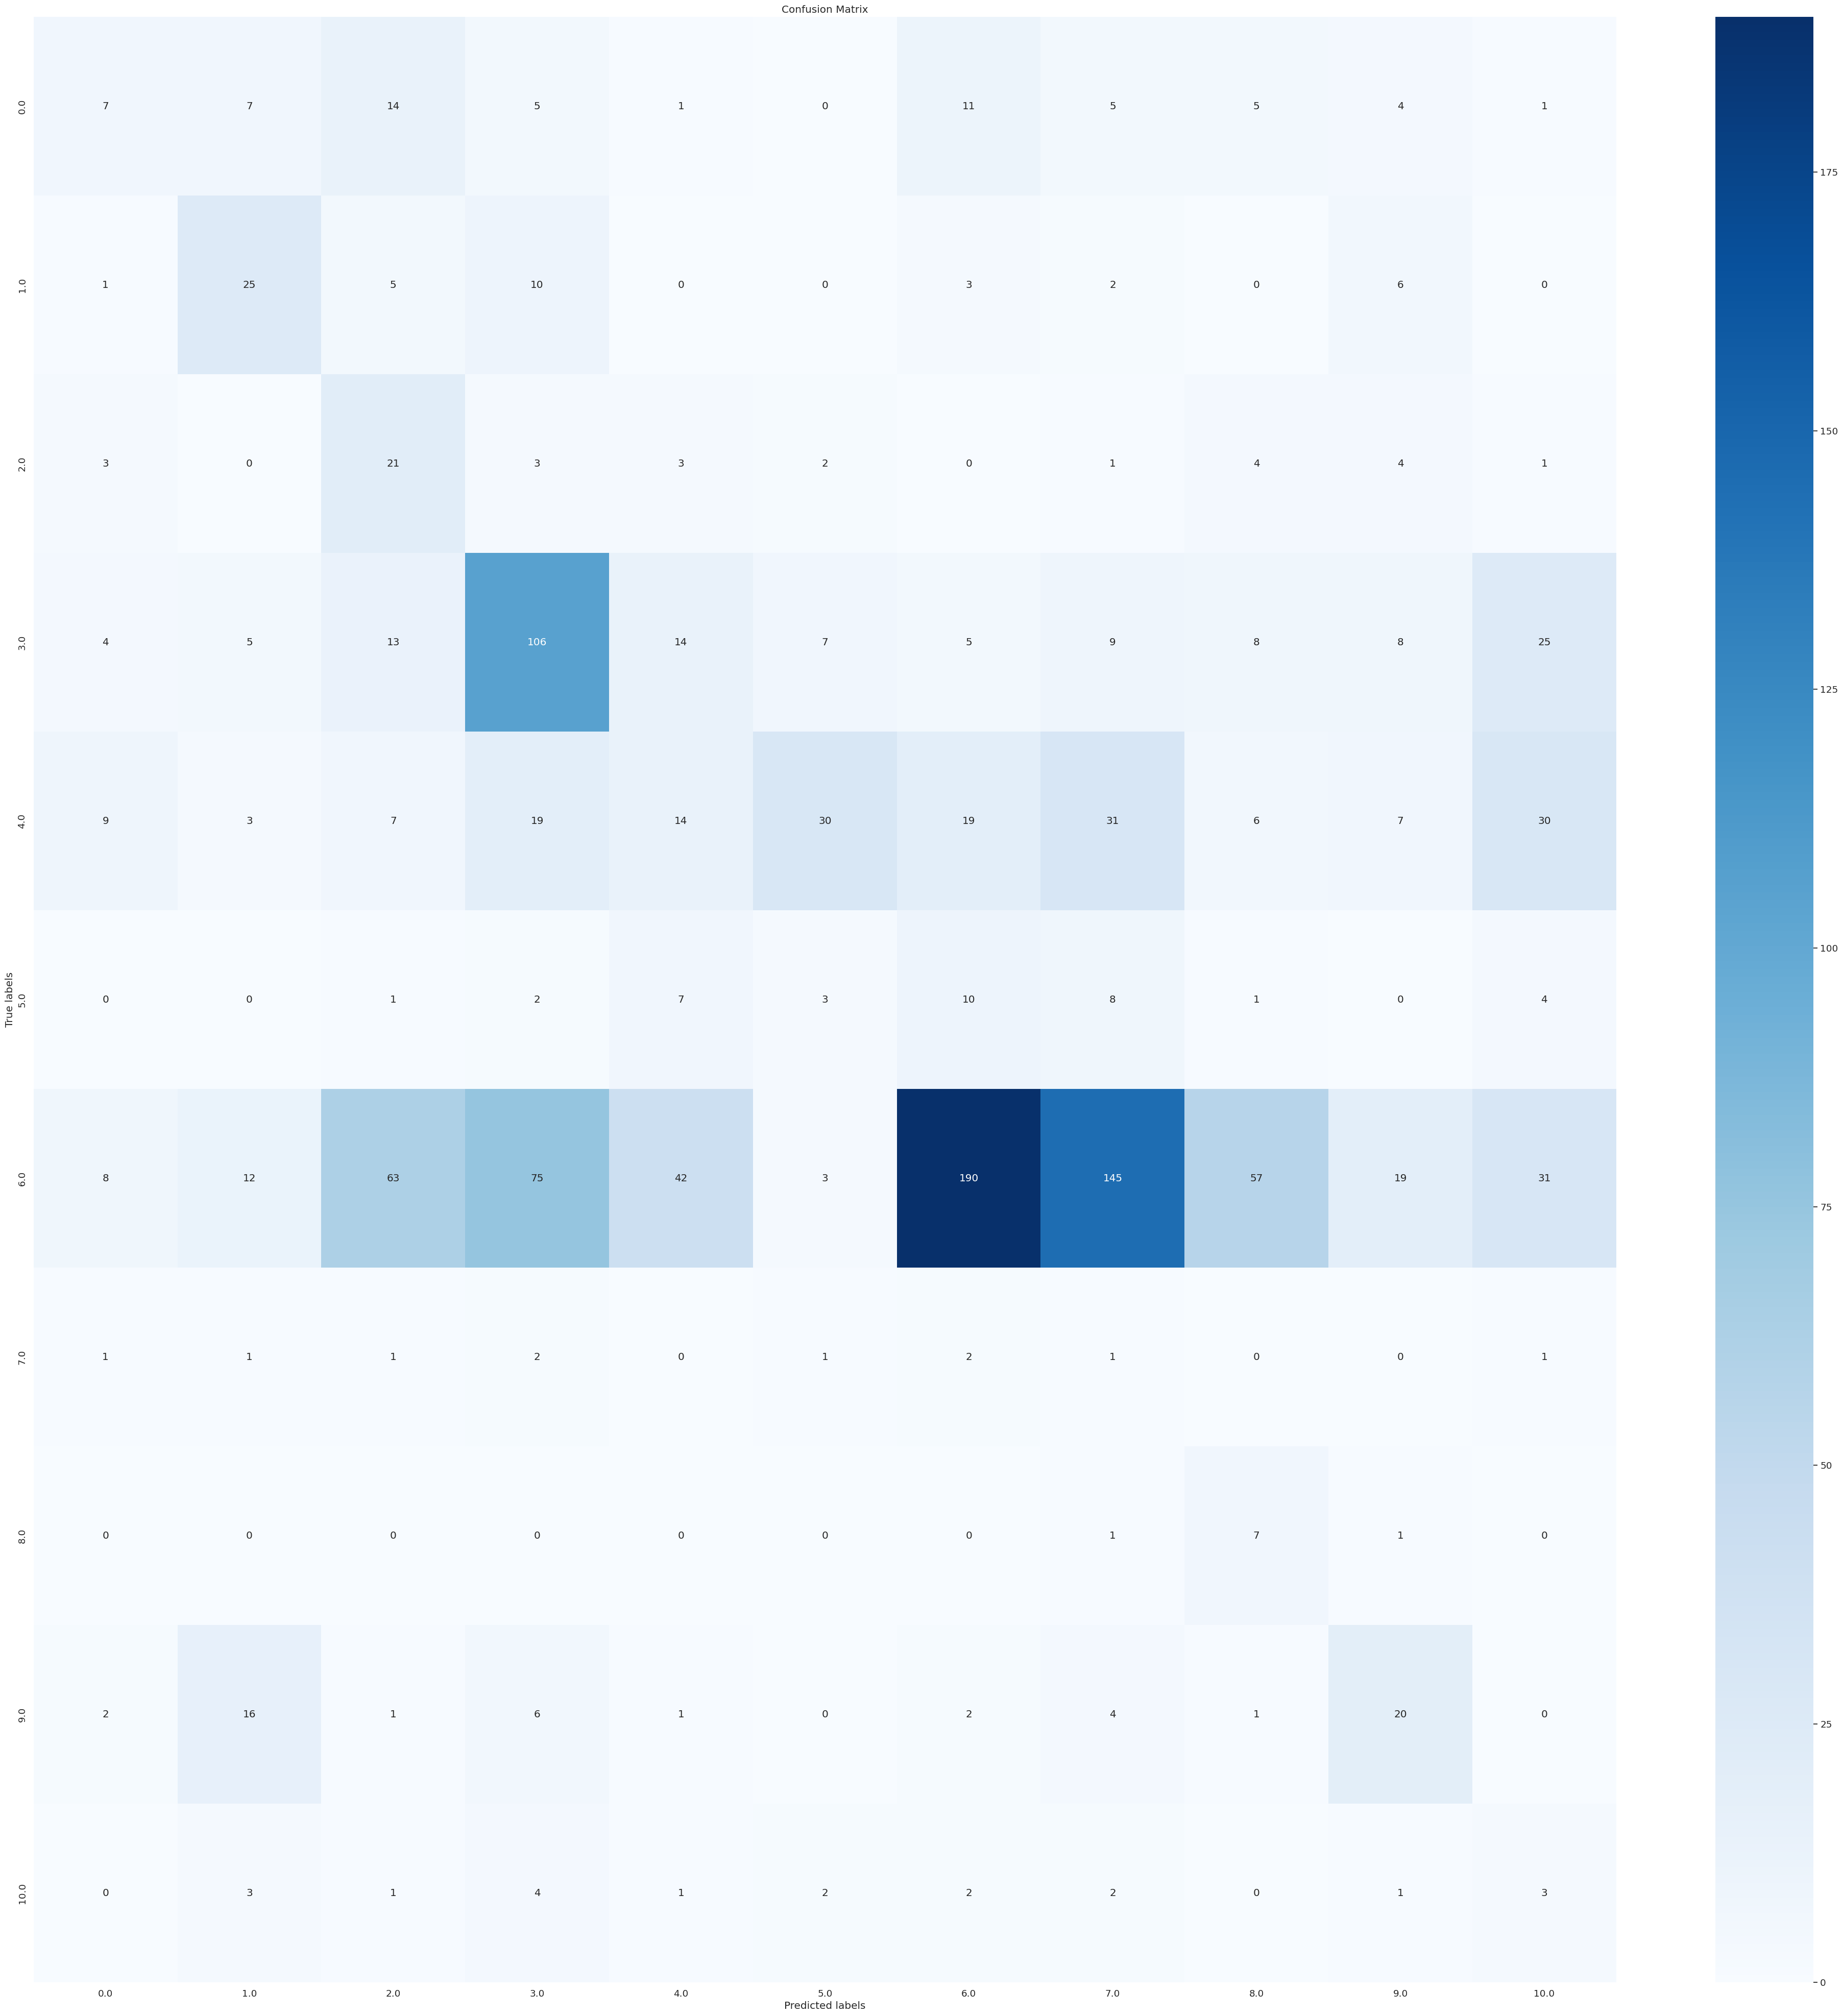 Confusion Matrix
True labels
0.0 7 7 14 5 1 0 11 5 5 4 1
1.0 1 25 5 10 0 0 3 2 0 6 0
2.0 3 0 21 3 3 2 0 1 4 4 1
3.0 4 5 13 106 14 7 5 9 8 8 25
4.0 9 3 7 19 14 30 19 31 6 7 30
5.0 0 0 1 2 7 3 10 8 1 0 4
6.0 8 12 63 75 42 3 190 145 57 19 31
7.0 1 1 1 2 0 1 2 1 0 0 1
8.0 0 0 0 0 0 0 0 1 7 1 0
9.0 2 16 1 6 1 0 2 4 1 20 0
10.0 0 3 1 4 1 2 2 2 0 1 3
0.0 1.0 2.0 3.0 4.0 5.0 6.0 7.0 8.0 9.0 10.0
Predicted labels
175
150
125
100
75
50
25
0